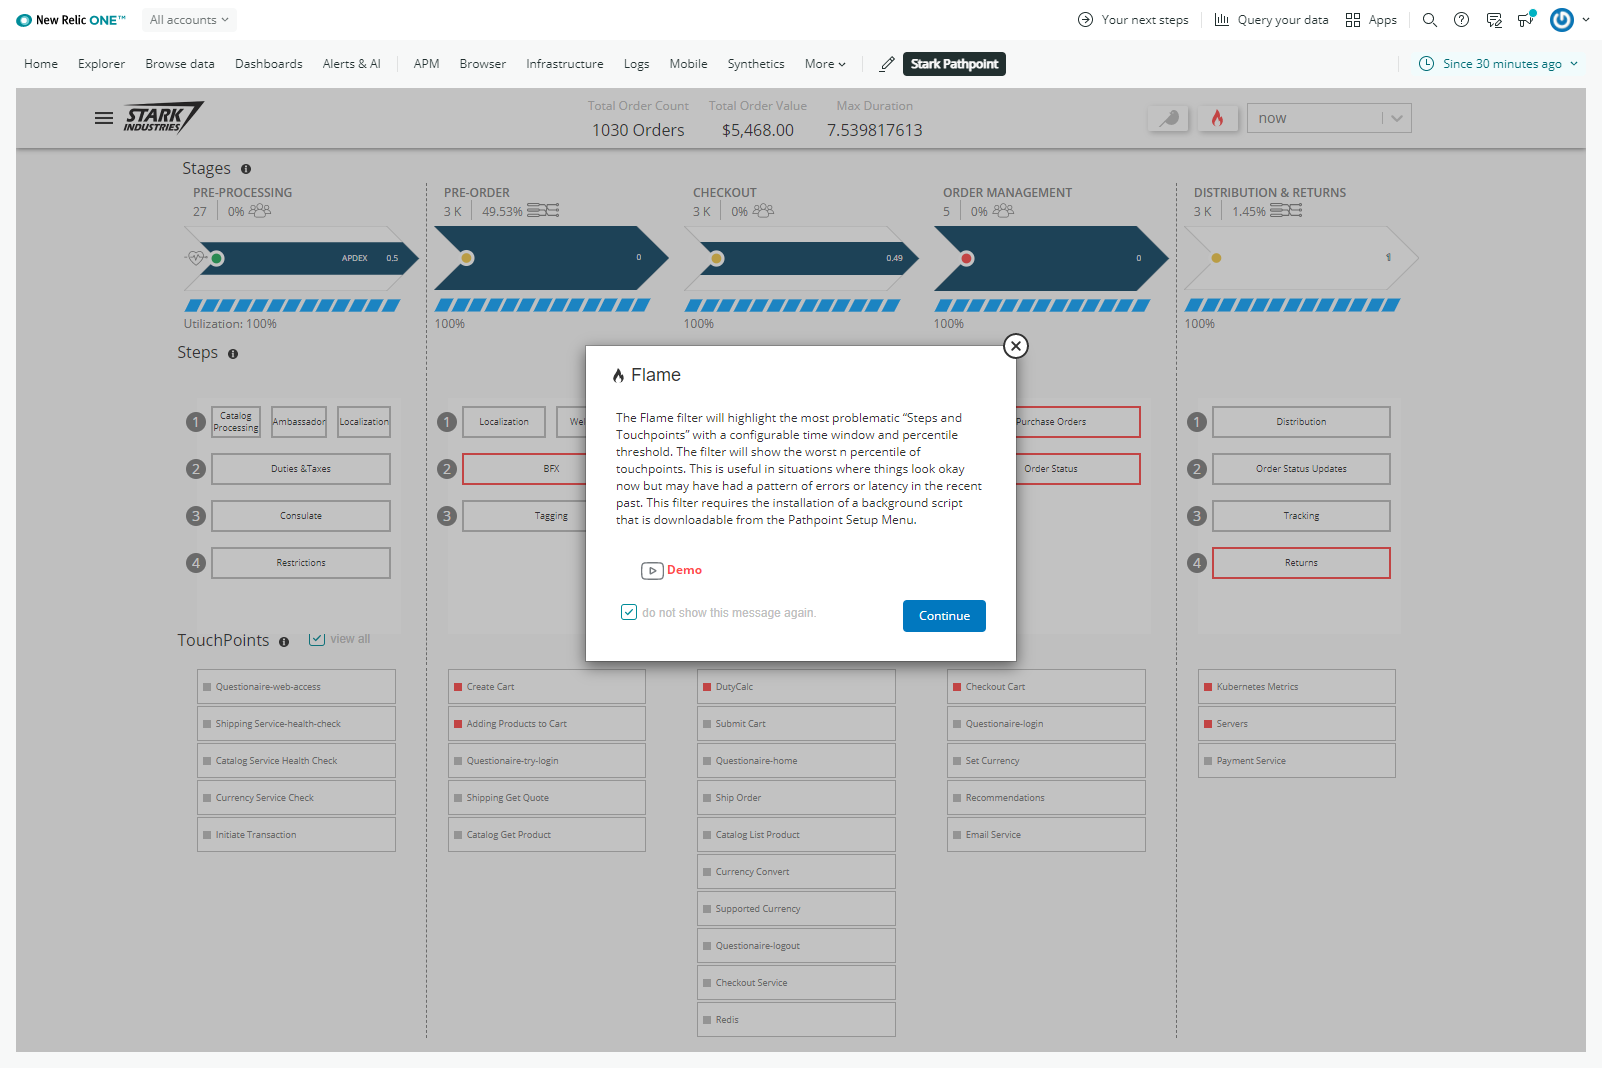 New Relic ONE™ All accounts Your next steps Query your data Apps
Home Explorer Browse data Dashboards Alerts & AI APM Browser Infrastructure Logs Mobile Synthetics More Stark Pathpoint Since 30 minutes ago
STARK INDUSTRIES
Total Order Count Total Order Value Max Duration
1030 Orders $5,468.00 7.539817613
now
Stages
PRE-PROCESSING PRE-ORDER CHECKOUT ORDER MANAGEMENT DISTRIBUTION & RETURNS
27 0% 3 K 49.53% 3 K 0% 5 0% 3 K 1.45%
APDEX 0.5 0 0.49 0
Utilization: 100% 100% 100% 100% 100%
Steps
1 Catalog Processing Ambassador Localization
2 Duties &Taxes
3 Consulate
4 Restrictions
1 Localization
2 BFX
3 Tagging
Purchase Orders
Order Status
1 Distribution
2 Order Status Updates
3 Tracking
4 Returns
Flame
The Flame filter will highlight the most problematic “Steps and
Touchpoints” with a configurable time window and percentile
threshold. The filter will show the worst n percentile of
touchpoints. This is useful in situations where things look okay
now but may have had a pattern of errors or latency in the recent
past. This filter requires the installation of a background script
that is downloadable from the Pathpoint Setup Menu.
Demo
do not show this message again.
Continue
TouchPoints view all
Questionaire-web-access
Shipping Service-health-check
Catalog Service Health Check
Currency Service Check
Initiate Transaction
Create Cart
Adding Products to Cart
Questionaire-try-login
Shipping Get Quote
Catalog Get Product
DutyCalc
Submit Cart
Questionaire-home
Ship Order
Catalog List Product
Currency Convert
Supported Currency
Questionaire-logout
Checkout Service
Redis
Checkout Cart
Questionaire-login
Set Currency
Recommendations
Email Service
Kubernetes Metrics
Servers
Payment Service